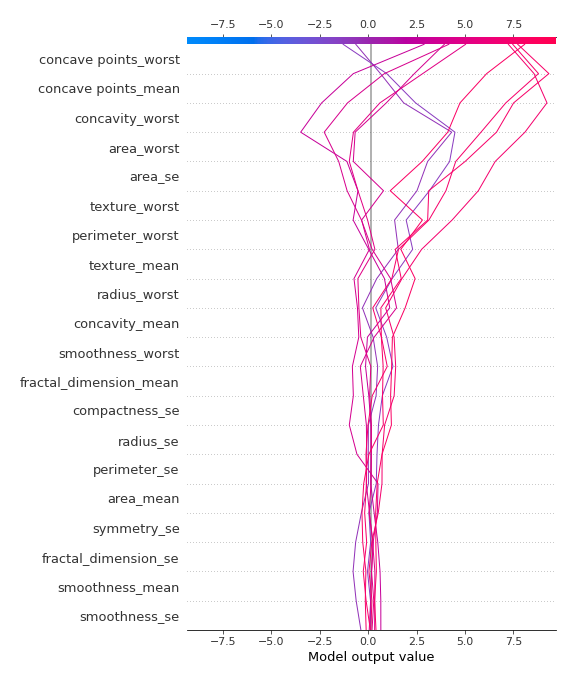 −7.5 −5.0 −2.5 0.0 2.5 5.0 7.5
concave points_worst
concave points_mean
concavity_worst
area_worst
area_se
texture_worst
perimeter_worst
texture_mean
radius_worst
concavity_mean
smoothness_worst
fractal_dimension_mean
compactness_se
radius_se
perimeter_se
area_mean
symmetry_se
fractal_dimension_se
smoothness_mean
smoothness_se
−7.5 −5.0 −2.5 0.0 2.5 5.0 7.5
Model output value